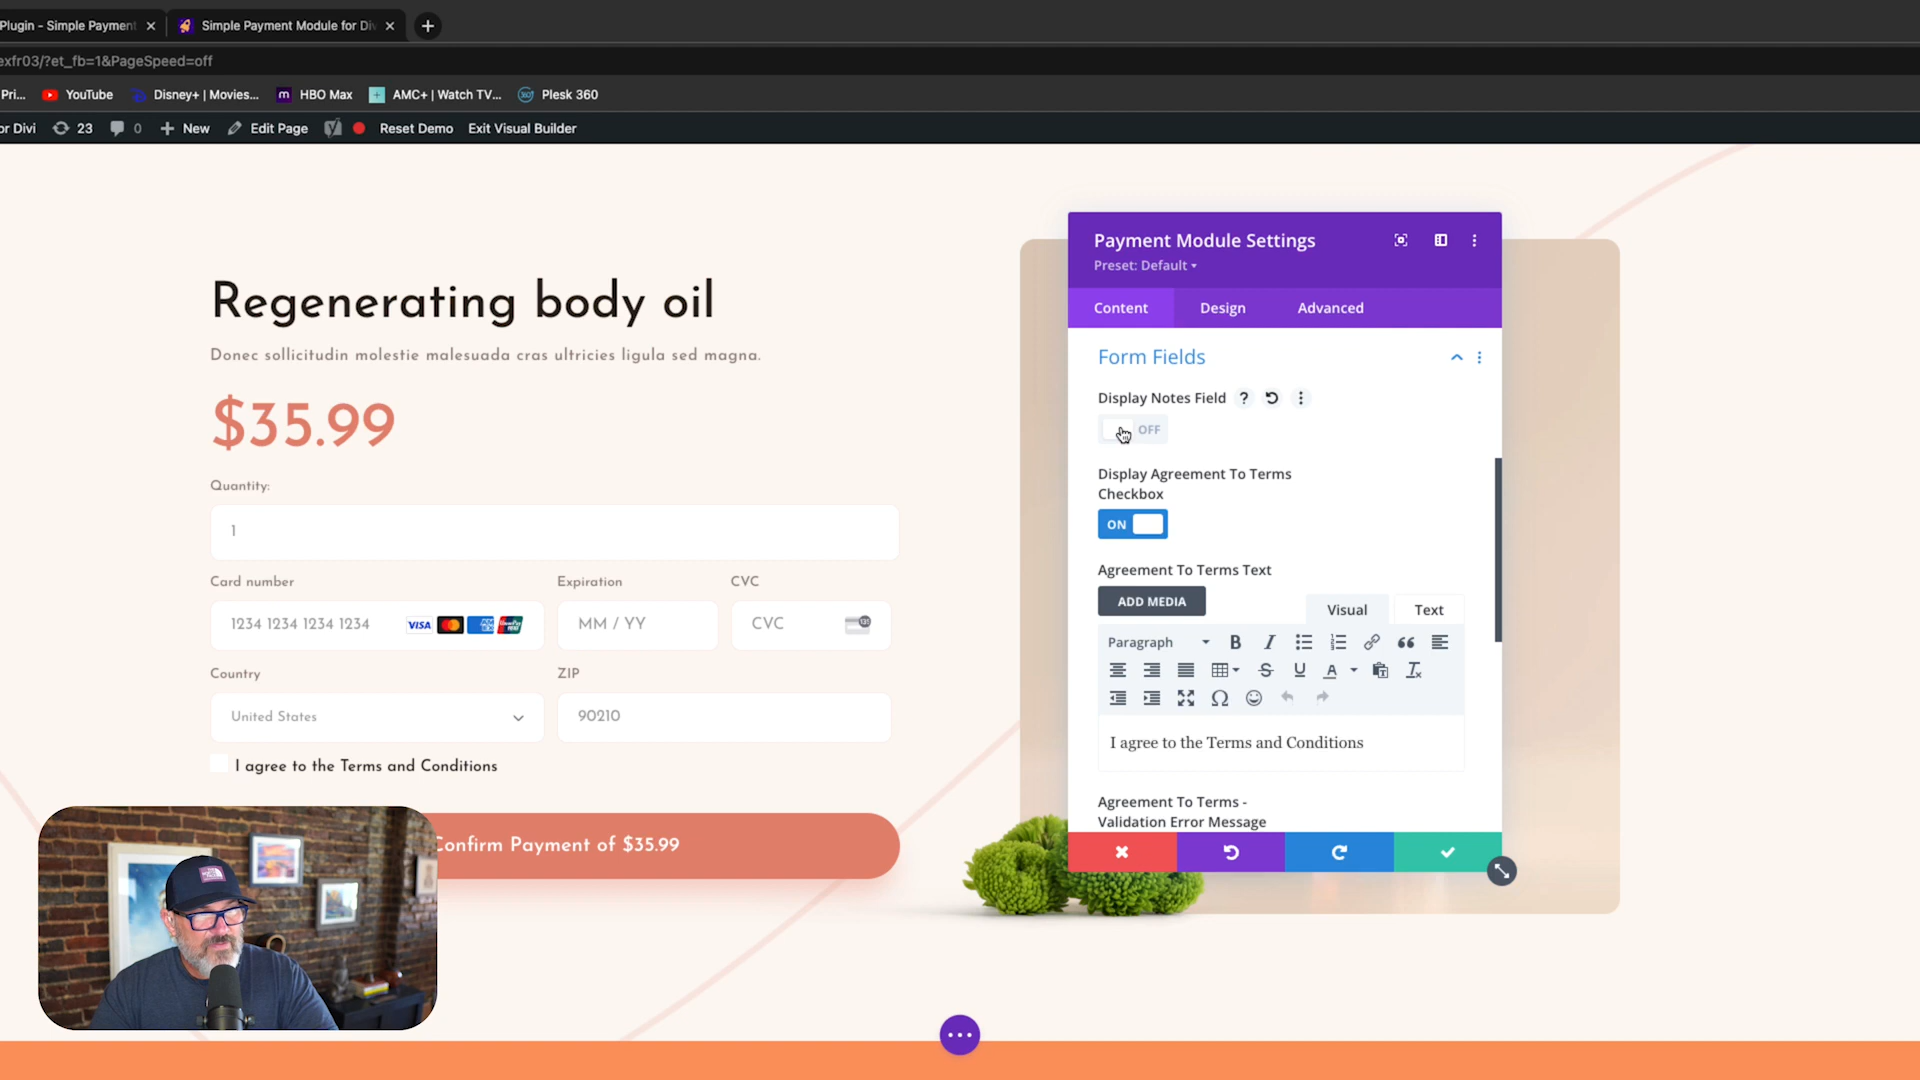 Plugin - Simple Payment
Simple Payment Module for Div
exfr03/?et_fb=1&PageSpeed=off
Pri...
YouTube
Disney+ | Movies...
HBO Max
AMC+ | Watch TV...
Plesk 360
or Divi
23
0
New
Edit Page
Reset Demo
Exit Visual Builder
Regenerating body oil
Donec sollicitudin molestie malesuada cras ultricies ligula sed magna.
$35.99
Quantity:
1
Card number
Expiration
CVC
1234 1234 1234 1234
VISA
MM / YY
CVC
Country
ZIP
United States
90210
I agree to the Terms and Conditions
Confirm Payment of $35.99
Payment Module Settings
Preset: Default
Content
Design
Advanced
Form Fields
Display Notes Field
OFF
Display Agreement To Terms
Checkbox
ON
Agreement To Terms Text
ADD MEDIA
Visual
Text
Paragraph
I agree to the Terms and Conditions
Agreement To Terms -
Validation Error Message